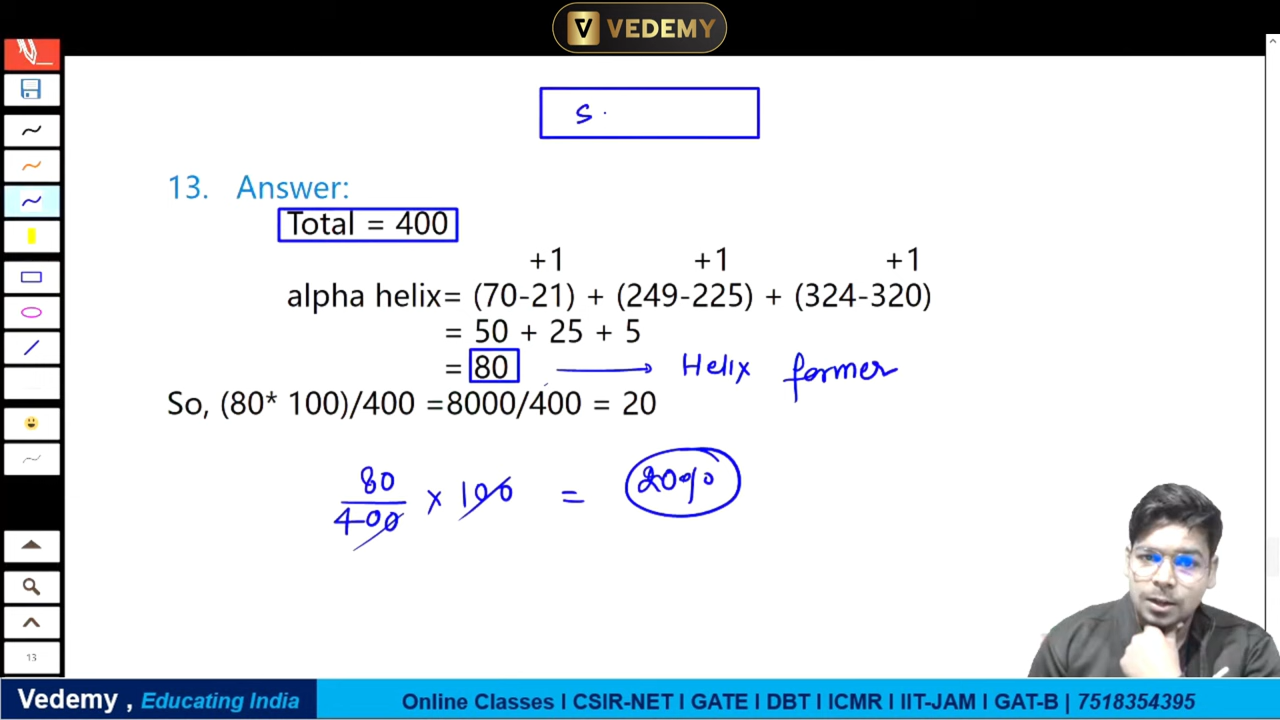 VEDEMY
S .
13. Answer:
Total = 400
+1 +1 +1
alpha helix= (70-21) + (249-225) + (324-320)
= 50 + 25 + 5
= 80 → Helix former
So, (80* 100)/400 =8000/400 = 20
80/400 × 100 = 20%
13
Vedemy , Educating India
Online Classes I CSIR-NET I GATE I DBT I ICMR I IIT-JAM I GAT-B | 7518354395